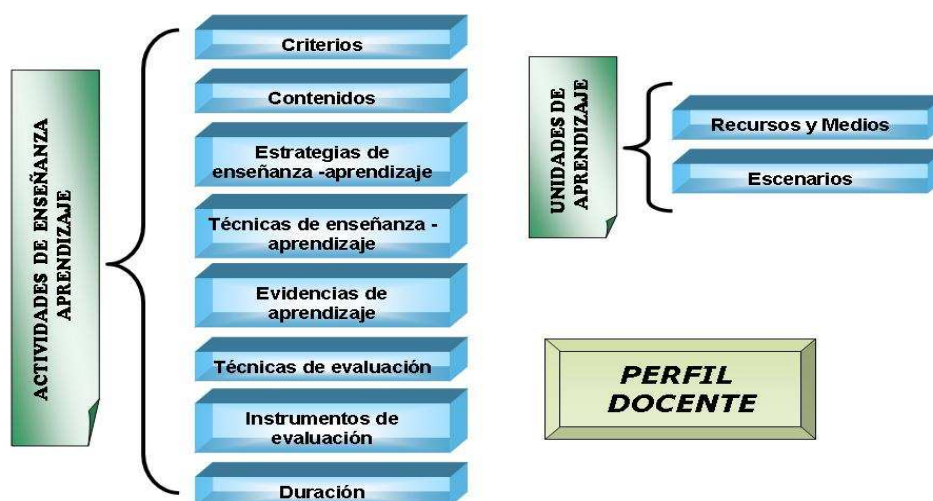 ACTIVIDADES DE ENSEÑANZA
APRENDIZAJE
Criterios
Contenidos
Estrategias de
enseñanza -aprendizaje
Técnicas de enseñanza -
aprendizaje
Evidencias de
aprendizaje
Técnicas de evaluación
Instrumentos de
evaluación
Duración
UNIDADES DE
APRENDIZAJE
Recursos y Medios
Escenarios
PERFIL
DOCENTE